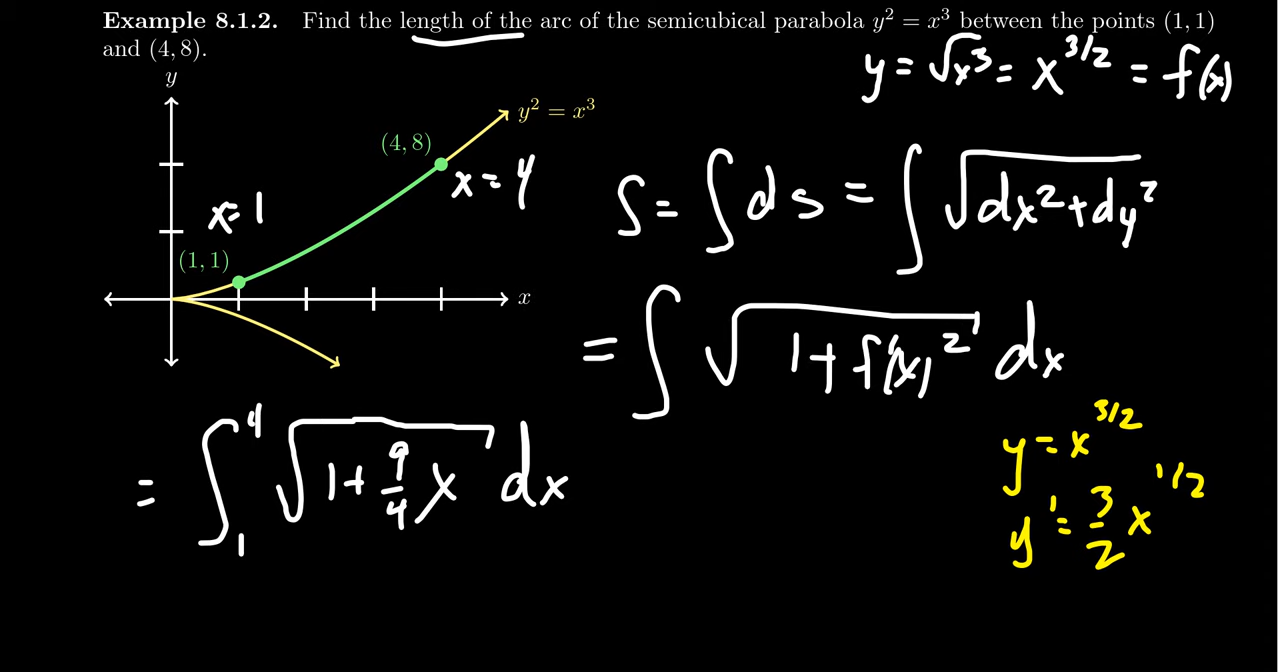 Example 8.1.2. Find the length of the arc of the semicubical parabola y² = x³ between the points (1, 1)
and (4, 8).
y = √x³ = x^{3/2} = f(x)
y
y² = x³
(4, 8)
x = 4
x = 1
(1, 1)
x
S = ∫ ds = ∫ √(dx² + dy²)
= ∫ √(1 + f'(x)²) dx
= ∫₁⁴ √(1 + 9/4 x) dx
y = x^{3/2}
y' = 3/2 x^{1/2}